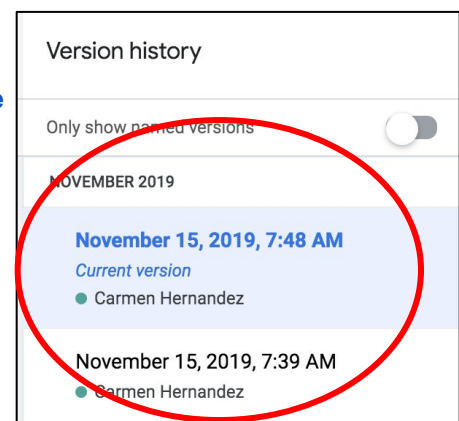 Version history
e
Only show named versions
NOVEMBER 2019
November 15, 2019, 7:48 AM
Current version
Carmen Hernandez
November 15, 2019, 7:39 AM
Carmen Hernandez